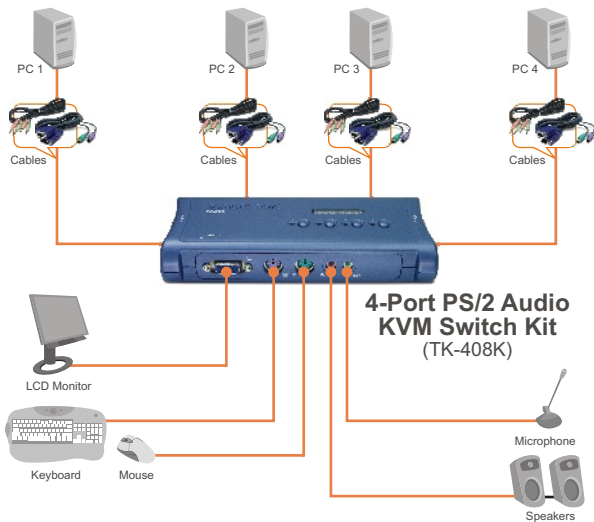 PC 1
PC 2
PC 3
PC 4
Cables
Cables
Cables
Cables
4-Port PS/2 Audio
KVM Switch Kit
(TK-408K)
LCD Monitor
Keyboard
Mouse
Microphone
Speakers